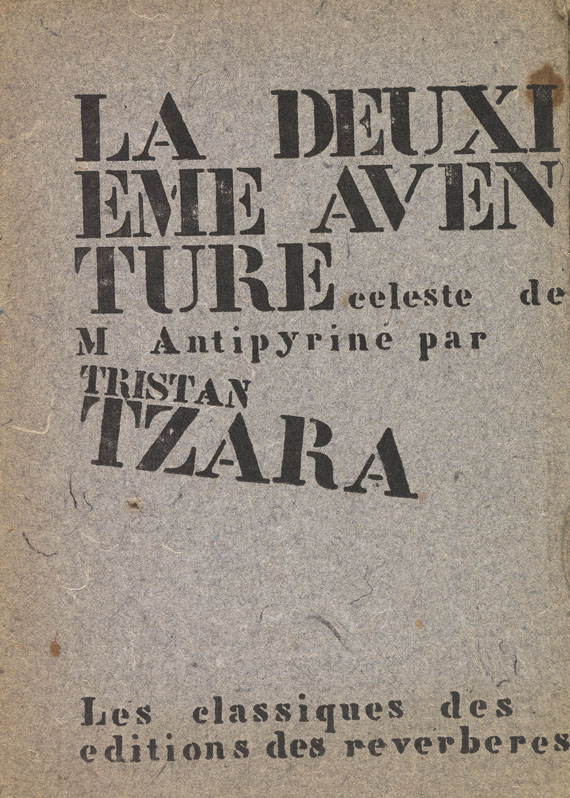 LA DEUXI
EME AVEN
TURE celeste de
M Antipyrine par
TRISTAN
TZARA
Les classiques des
editions des reverberes